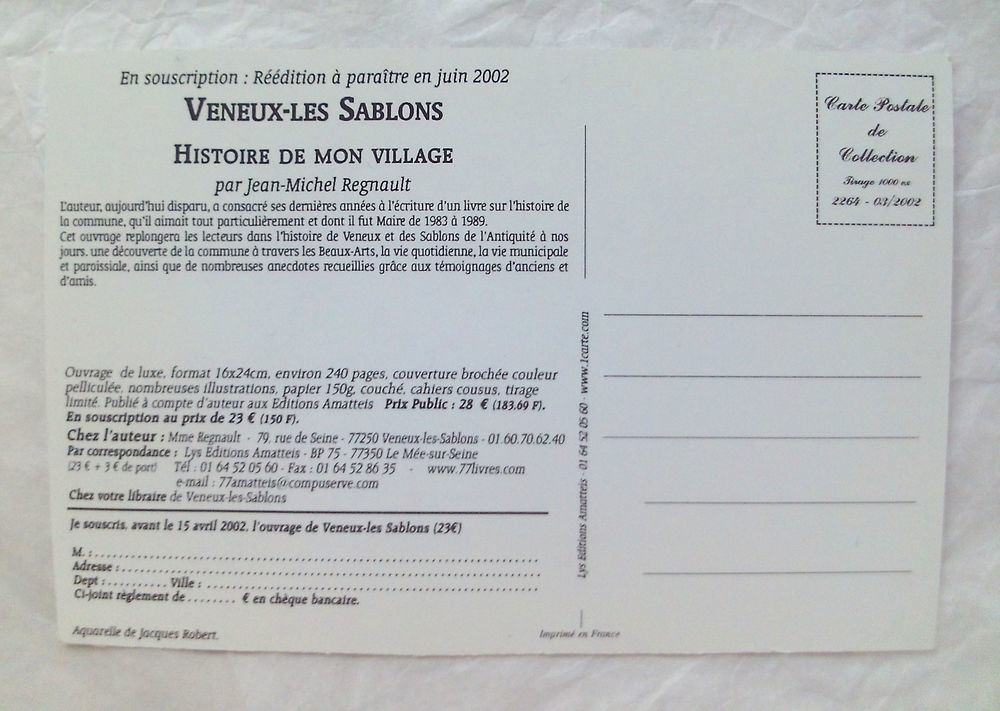 En souscription : Réédition à paraître en juin 2002
VENEUX-LES SABLONS
HISTOIRE DE MON VILLAGE
par Jean-Michel Regnault
L'auteur, aujourd'hui disparu, a consacré ses dernières années à l'écriture d'un livre sur l'histoire de
la commune, qu'il aimait tout particulièrement et dont il fut Maire de 1983 à 1989.
Cet ouvrage replongera les lecteurs dans l'histoire de Veneux et des Sablons de l'Antiquité à nos
jours, une découverte de la commune à travers les Beaux-Arts, la vie quotidienne, la vie municipale
et paroissiale, ainsi que de nombreuses anecdotes recueillies grâce aux témoignages d'anciens et
d'amis.
Ouvrage de luxe, format 16x24cm, environ 240 pages, couverture brochée couleur
pelliculée, nombreuses illustrations, papier 150g, couché, cahiers cousus, tirage
limité. Publié à compte d'auteur aux Editions Amatteis Prix Public : 28 € (183,69 F).
En souscription au prix de 23 € (150 F).
Chez l'auteur : Mme Regnault - 79, rue de Seine - 77250 Veneux-les-Sablons - 01.60.70.62.40
Par correspondance : Lys Editions Amatteis - BP 75 - 77350 Le Mée-sur-Seine
(23 € + 3 € de port) Tél : 01 64 52 05 60 - Fax : 01 64 52 86 35 - www.77livres.com
e-mail : 77amatteis@compuserve.com
Chez votre libraire de Veneux-les-Sablons
Je souscris, avant le 15 avril 2002, l'ouvrage de Veneux-les Sablons (23€)
M. :..............................
Adresse :..............................
Dept :.......... Ville : ..............................
Ci-joint règlement de ........ € en chèque bancaire.
Aquarelle de Jacques Robert.
Lys Editions Amatteis - 01 64 52 05 60 - www.1carte.com
Imprimé en France
Carte Postale
de
Collection
Tirage 1000 ex
2264 - 03/2002